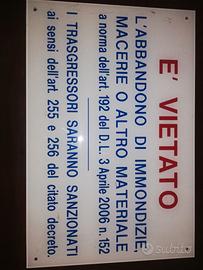 E' VIETATO
L'ABBANDONO DI IMMONDIZIE
MACERIE O ALTRO MATERIALE
a norma dell'art. 192 del D.L. 3 Aprile 2006 n. 152
I TRASGRESSORI SARANNO SANZIONATI
ai sensi dell'art. 255 e 256 del citato decreto.
Subito